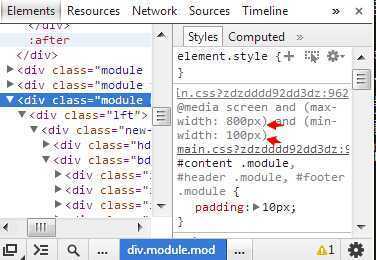 Elements Resources Network Sources Timeline
</div>
:after
</div>
<div class="module
<div class="module
<div class="module
<div class="lft">
<div class="new-
<div class="hd
<div class="bd
<div class="i
<div class="i
<div class="i
Styles Computed
element.style {
}
in.css?zdzdddd92dd3dz:962
@media screen and (max-
width: 800px) and (min-
width: 100px)
main.css?zdzdddd92dd3dz:9
#content .module,
#header .module, #footer
.module {
padding: 10px;
}
... div.module.mod ... 1